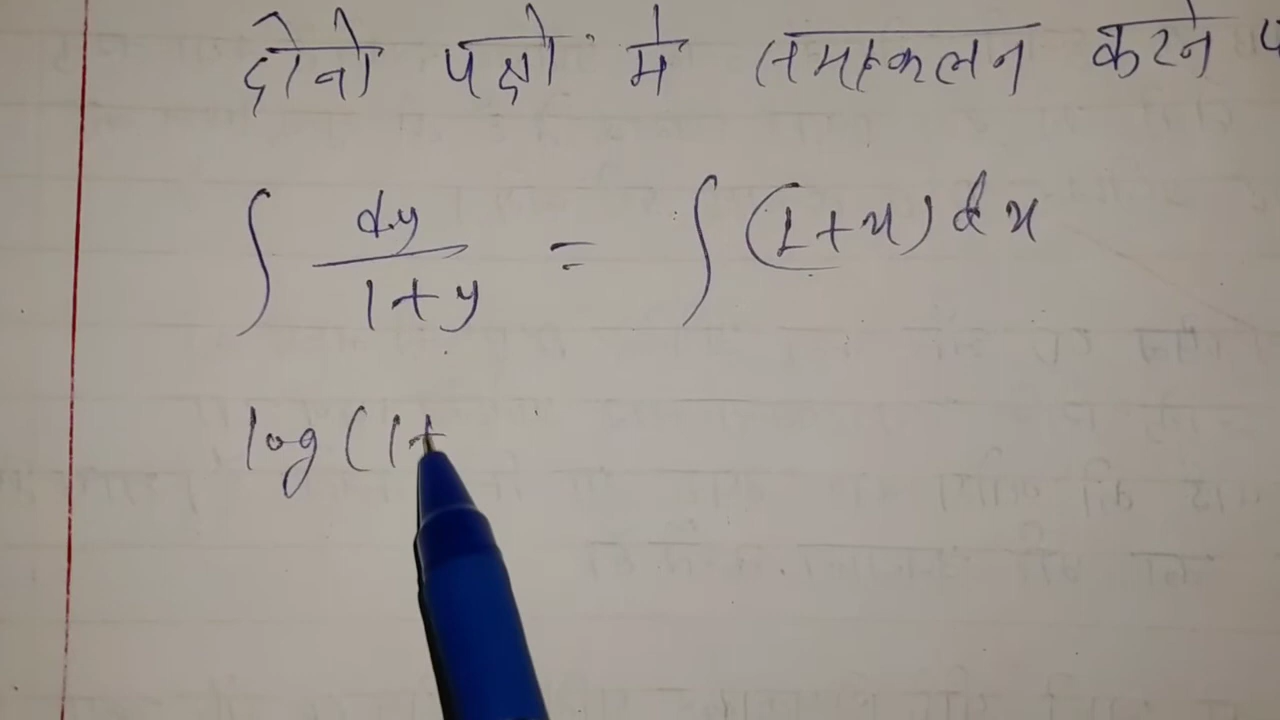 दोनो पक्षो मे समाकलन करने प
∫ dy/1+y = ∫ (1+x) dx
log (1+